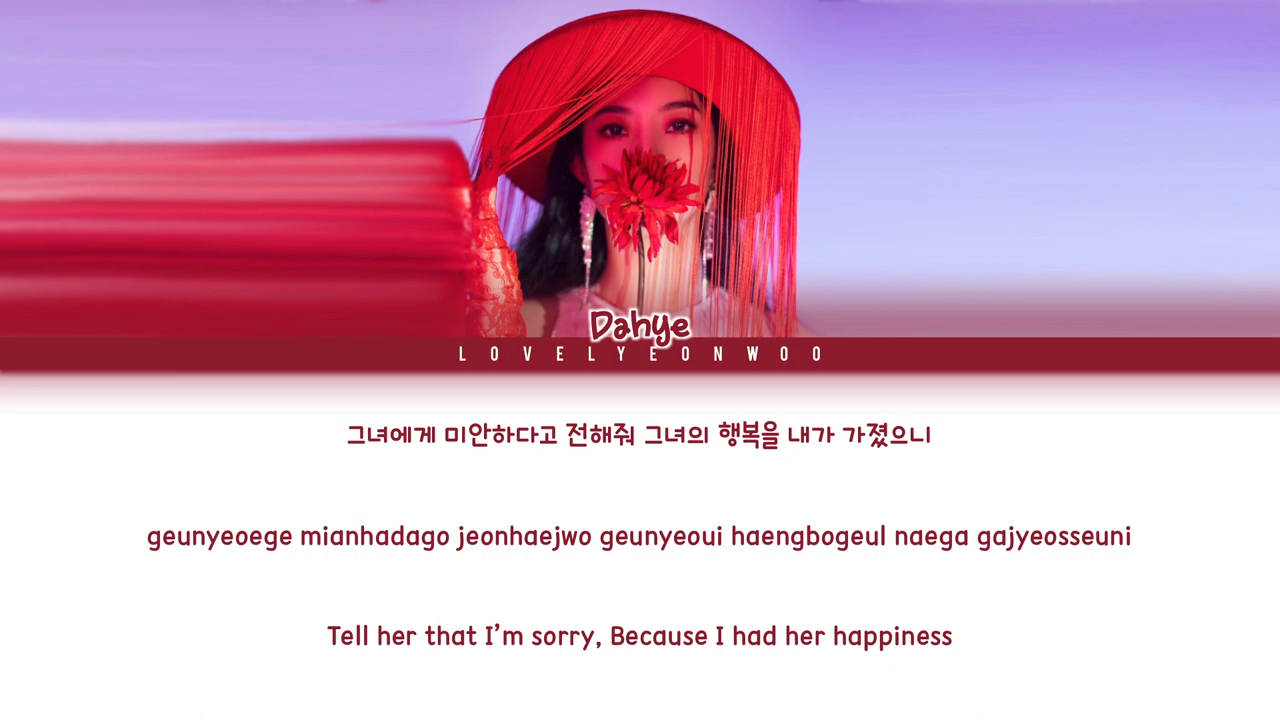 Dahye
LOVELYEONWOO
그녀에게 미안하다고 전해줘 그녀의 행복을 내가 가졌으니
geunyeoege mianhadago jeonhaejwo geunyeoui haengbogeul naega gajyeosseuni
Tell her that I’m sorry, Because I had her happiness